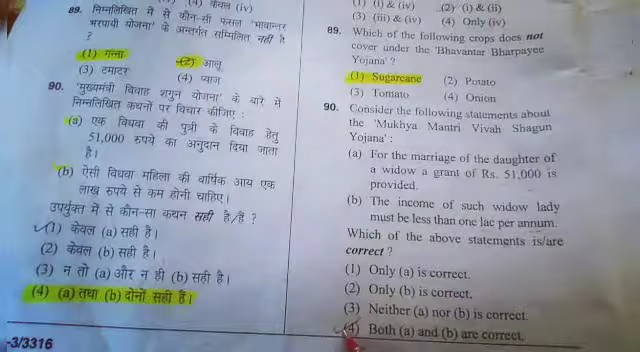 (4) केवल (iv)
89. निम्नलिखित में से कौन-सी फसल 'भावान्तर
भरपायी योजना' के अन्तर्गत सम्मिलित नहीं है
?
(1) गन्ना (2) आलू
(3) टमाटर (4) प्याज
90. 'मुख्यमंत्री विवाह शगुन योजना' के बारे में
निम्नलिखित कथनों पर विचार कीजिए :
(a) एक विधवा की पुत्री के विवाह हेतु
51,000 रुपये का अनुदान दिया जाता
है।
(b) ऐसी विधवा महिला की वार्षिक आय एक
लाख रुपये से कम होनी चाहिए।
उपर्युक्त में से कौन-सा कथन सही है/हैं ?
(1) केवल (a) सही है।
(2) केवल (b) सही है।
(3) न तो (a) और न ही (b) सही है।
(4) (a) तथा (b) दोनों सही हैं।
-3/3316
(1) (i) & (iv) (2) (i) & (ii)
(3) (iii) & (iv) (4) Only (iv)
89. Which of the following crops does not
cover under the 'Bhavantar Bharpayee
Yojana' ?
(1) Sugarcane (2) Potato
(3) Tomato (4) Onion
90. Consider the following statements about
the 'Mukhya Mantri Vivah Shagun
Yojana' :
(a) For the marriage of the daughter of
a widow a grant of Rs. 51,000 is
provided.
(b) The income of such widow lady
must be less than one lac per annum.
Which of the above statements is/are
correct ?
(1) Only (a) is correct.
(2) Only (b) is correct.
(3) Neither (a) nor (b) is correct.
(4) Both (a) and (b) are correct.